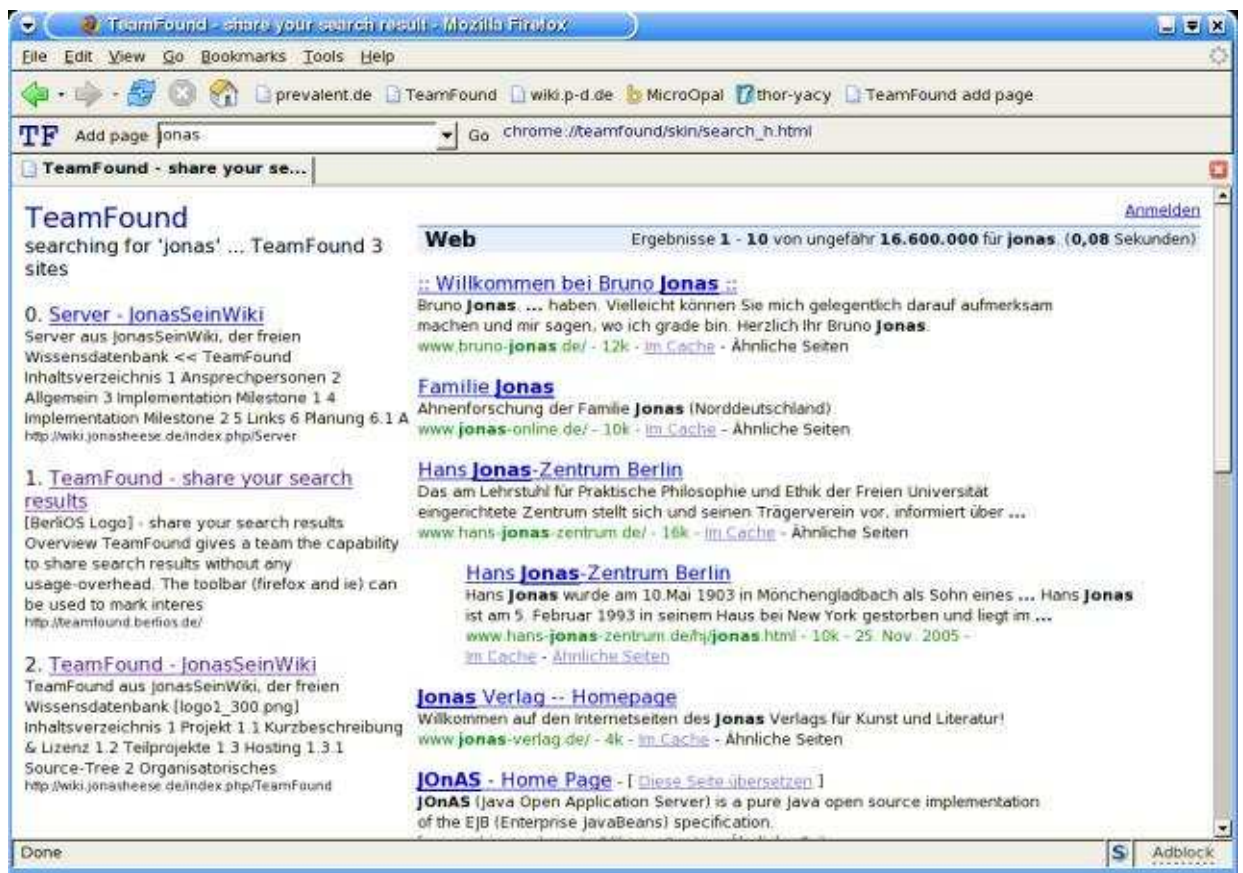 TeamFound - share your search result - Mozilla Firefox
File Edit View Go Bookmarks Tools Help
prevalent.de TeamFound wiki.p-d.de MicroOpal thor-yacy TeamFound add page
TF Add page jonas Go chrome://teamfound/skin/search_h.html
TeamFound - share your se...
TeamFound
searching for 'jonas' ... TeamFound 3
sites
0. Server - JonasSeinWiki
Server aus JonasSeinWiki, der freien
Wissensdatenbank << TeamFound
Inhaltsverzeichnis 1 Ansprechpersonen 2
Allgemein 3 Implementation Milestone 1 4
Implementation Milestone 2 5 Links 6 Planung 6.1 A
http://wiki.jonasheese.de/index.php/Server
1. TeamFound - share your search
results
[BerliOS Logo] - share your search results
Overview TeamFound gives a team the capability
to share search results without any
usage-overhead. The toolbar (firefox and ie) can
be used to mark interes
http://teamfound.berlios.de/
2. TeamFound - JonasSeinWiki
TeamFound aus JonasSeinWiki, der freien
Wissensdatenbank [logo1_300.png]
Inhaltsverzeichnis 1 Projekt 1.1 Kurzbeschreibung
& Lizenz 1.2 Teilprojekte 1.3 Hosting 1.3.1
Source-Tree 2 Organisatorisches
http://wiki.jonasheese.de/index.php/TeamFound
Anmelden
Web Ergebnisse 1 - 10 von ungefähr 16.600.000 für jonas. (0,08 Sekunden)
:: Willkommen bei Bruno Jonas ::
Bruno Jonas. ... haben. Vielleicht können Sie mich gelegentlich darauf aufmerksam
machen und mir sagen, wo ich grade bin. Herzlich Ihr Bruno Jonas.
www.bruno-jonas.de/ - 12k - Im Cache - Ähnliche Seiten
Familie Jonas
Ahnenforschung der Familie Jonas (Norddeutschland)
www.jonas-online.de/ - 10k - Im Cache - Ähnliche Seiten
Hans Jonas-Zentrum Berlin
Das am Lehrstuhl für Praktische Philosophie und Ethik der Freien Universität
eingerichtete Zentrum stellt sich und seinen Trägerverein vor, informiert über ...
www.hans-jonas-zentrum.de/ - 16k - Im Cache - Ähnliche Seiten
Hans Jonas-Zentrum Berlin
Hans Jonas wurde am 10.Mai 1903 in Mönchengladbach als Sohn eines ... Hans Jonas
ist am 5. Februar 1993 in seinem Haus bei New York gestorben und liegt im ...
www.hans-jonas-zentrum.de/hj/jonas.html - 10k - 25. Nov. 2005 -
Im Cache - Ähnliche Seiten
Jonas Verlag -- Homepage
Willkommen auf den Internetseiten des Jonas Verlags für Kunst und Literatur!
www.jonas-verlag.de/ - 4k - Im Cache - Ähnliche Seiten
JOnAS - Home Page - [ Diese Seite übersetzen ]
JOnAS (Java Open Application Server) is a pure Java open source implementation
of the EJB (Enterprise JavaBeans) specification.
Done
S Adblock